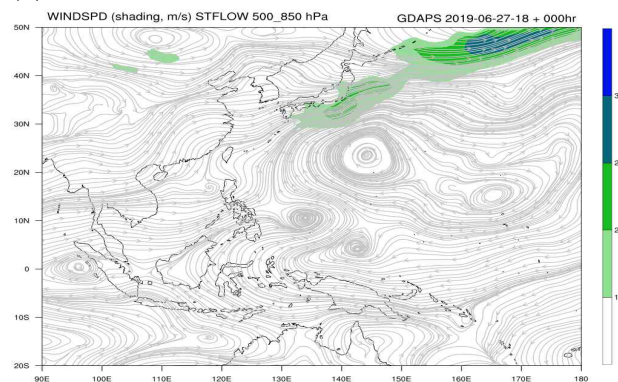 WINDSPD (shading, m/s) STFLOW 500_850 hPa GDAPS 2019-06-27-18 + 000hr
50N
40N
30N
20N
10N
0
10S
20S
90E 100E 110E 120E 130E 140E 150E 160E 170E 180
3
2
2
1